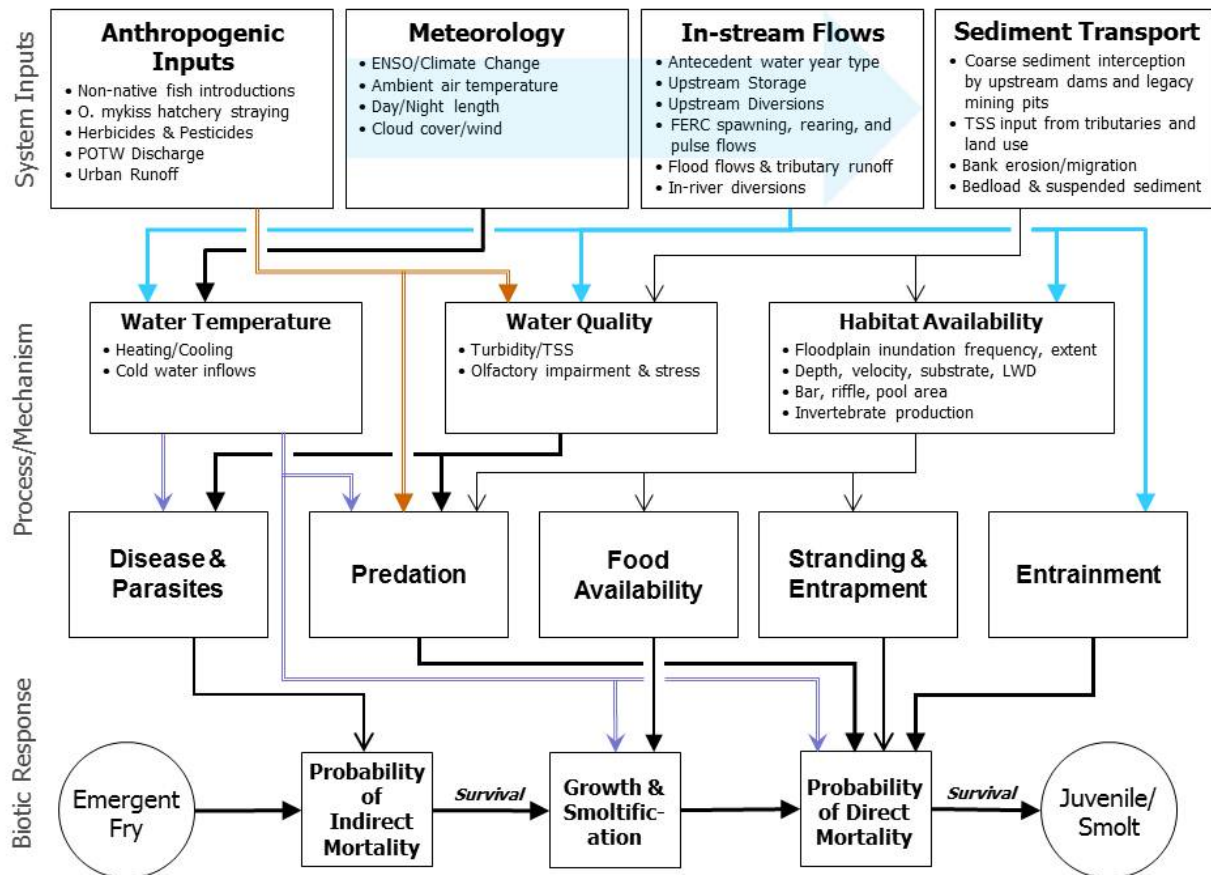 System Inputs
Anthropogenic
Inputs
• Non-native fish introductions
• O. mykiss hatchery straying
• Herbicides & Pesticides
• POTW Discharge
• Urban Runoff
Meteorology
• ENSO/Climate Change
• Ambient air temperature
• Day/Night length
• Cloud cover/wind
In-stream Flows
• Antecedent water year type
• Upstream Storage
• Upstream Diversions
• FERC spawning, rearing, and
pulse flows
• Flood flows & tributary runoff
• In-river diversions
Sediment Transport
• Coarse sediment interception
by upstream dams and legacy
mining pits
• TSS input from tributaries and
land use
• Bank erosion/migration
• Bedload & suspended sediment
Process/Mechanism
Water Temperature
• Heating/Cooling
• Cold water inflows
Water Quality
• Turbidity/TSS
• Olfactory impairment & stress
Habitat Availability
• Floodplain inundation frequency, extent
• Depth, velocity, substrate, LWD
• Bar, riffle, pool area
• Invertebrate production
Disease &
Parasites
Predation
Food
Availability
Stranding &
Entrapment
Entrainment
Biotic Response
Emergent
Fry
Probability
of
Indirect
Mortality
Survival
Growth &
Smoltific-
ation
Probability
of Direct
Mortality
Survival
Juvenile/
Smolt